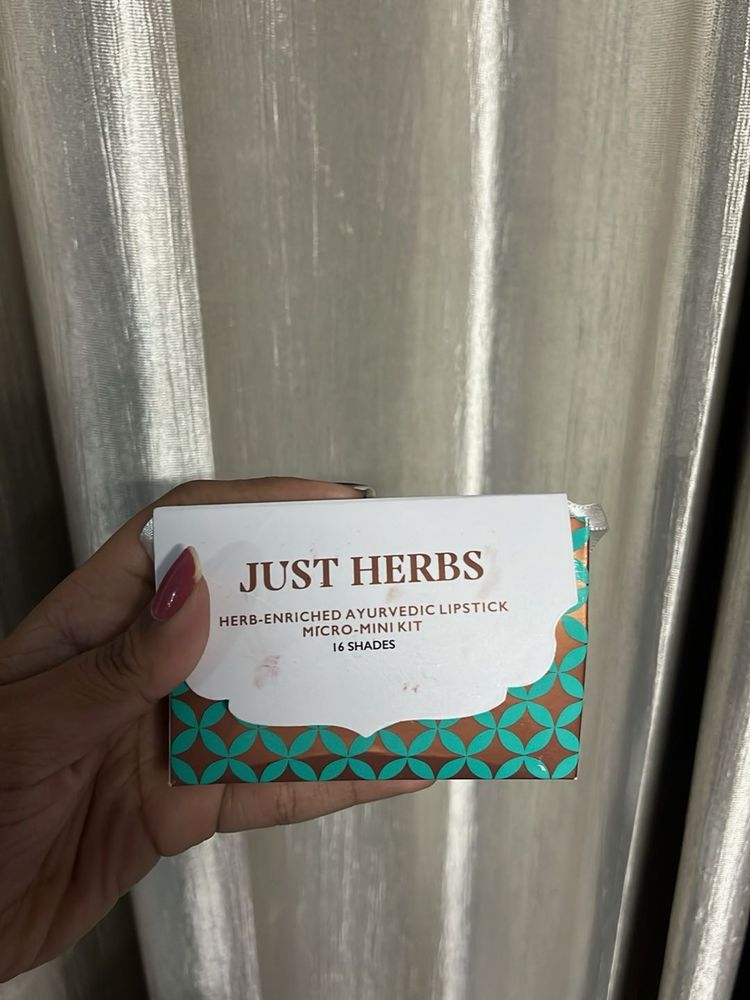 JUST HERBS
HERB-ENRICHED AYURVEDIC LIPSTICK
MICRO-MINI KIT
16 SHADES